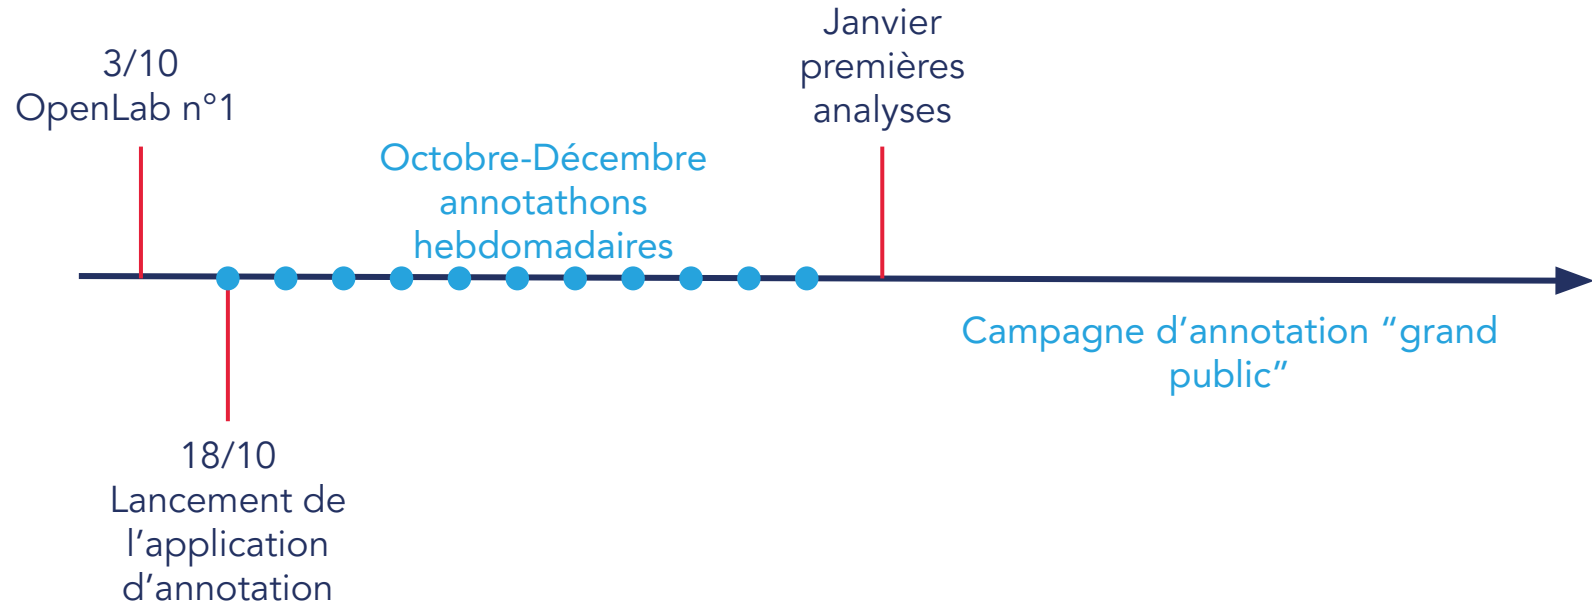 3/10
OpenLab n°1
Octobre-Décembre
annotathons
hebdomadaires
Janvier
premières
analyses
18/10
Lancement de
l’application
d’annotation
Campagne d’annotation “grand
public”